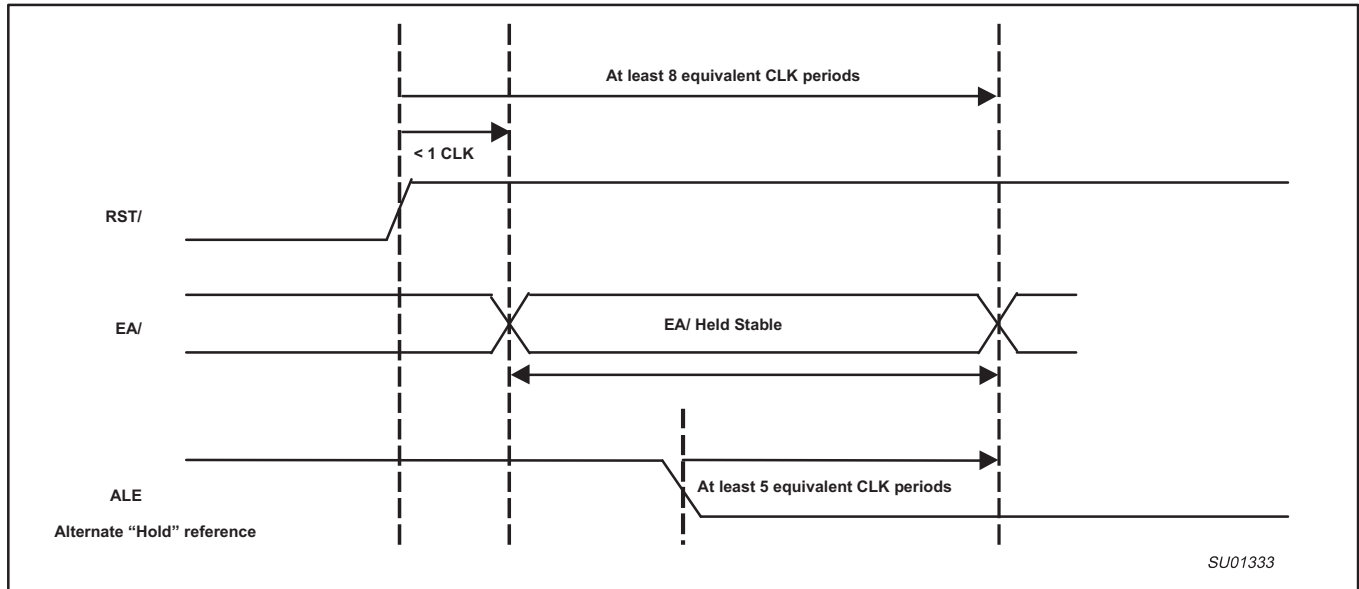 At least 8 equivalent CLK periods
< 1 CLK
RST/
EA/
EA/ Held Stable
At least 5 equivalent CLK periods
ALE
Alternate “Hold” reference
SU01333